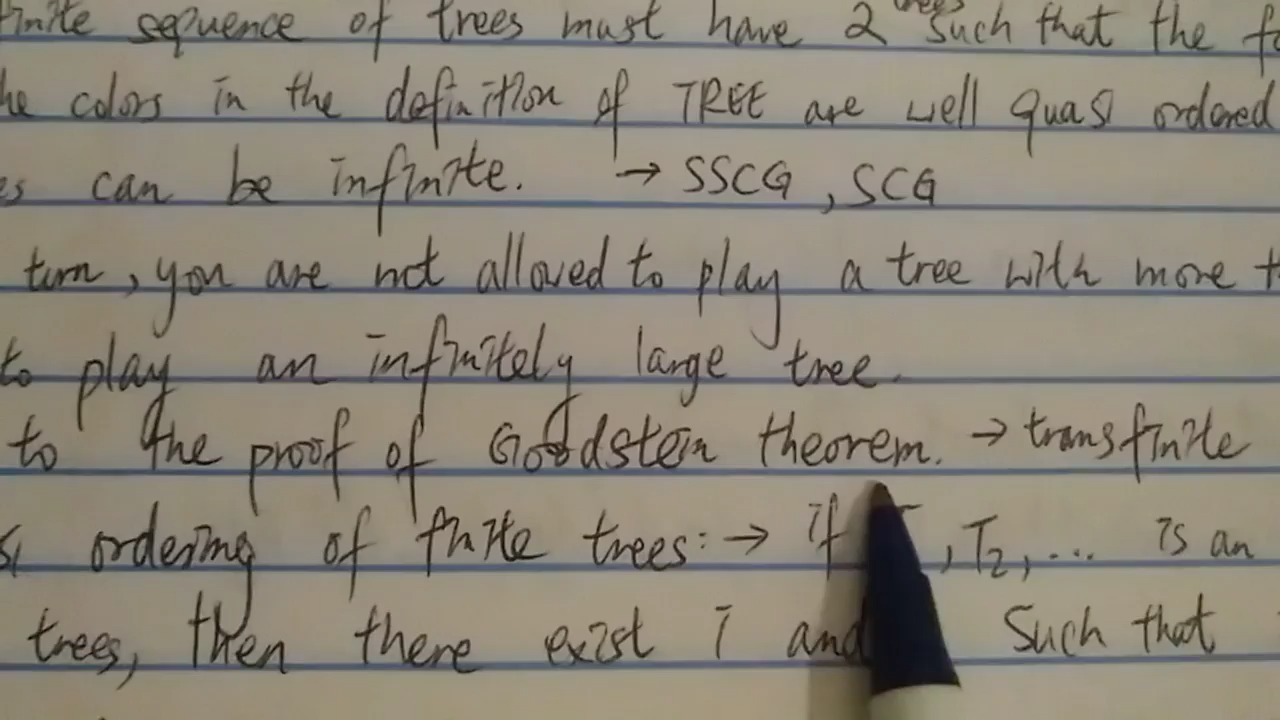 finite sequence of trees must have 2 trees such that the
he colors in the definition of TREE are well quasi ordered
es can be infinite. → SSCG, SCG
turn, you are not allowed to play a tree with more
to play an infinitely large tree.
to the proof of Goodstein theorem. → transfinite
si ordering of finite trees: → if , T2, ... is an
trees, then there exist i and such that